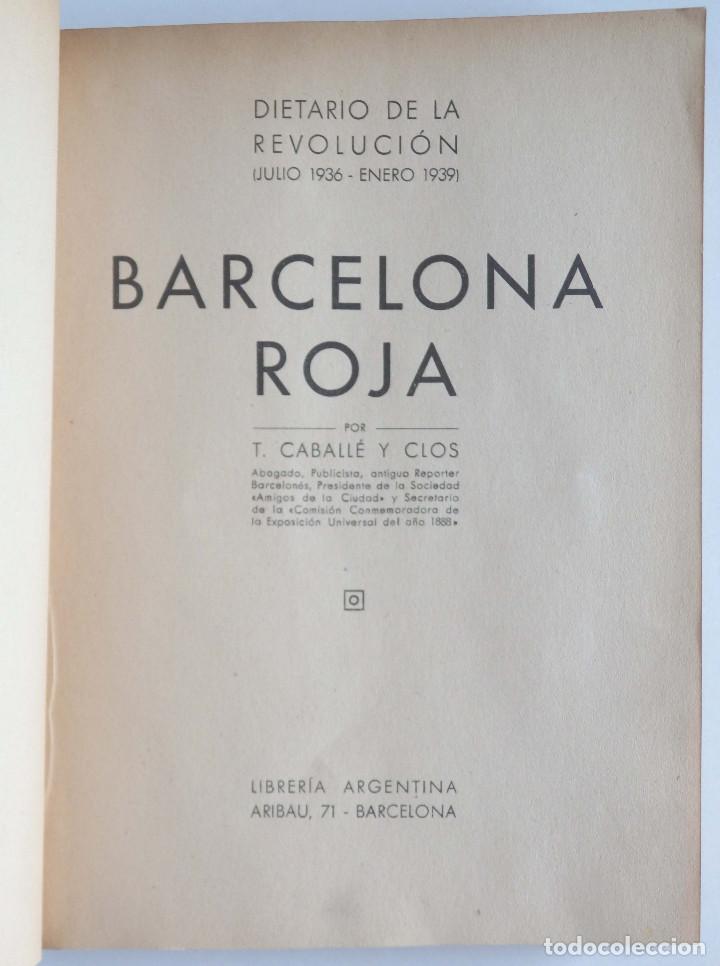 DIETARIO DE LA
REVOLUCIÓN
(JULIO 1936 - ENERO 1939)
BARCELONA
ROJA
POR
T. CABALLÉ Y CLOS
Abogado, Publicista, antiguo Reporter
Barcelonés, Presidente de la Sociedad
«Amigos de la Ciudad» y Secretario
de la «Comisión Conmemoradora de
la Exposición Universal del año 1888»
LIBRERÍA ARGENTINA
ARIBAU, 71 - BARCELONA
todocoleccion